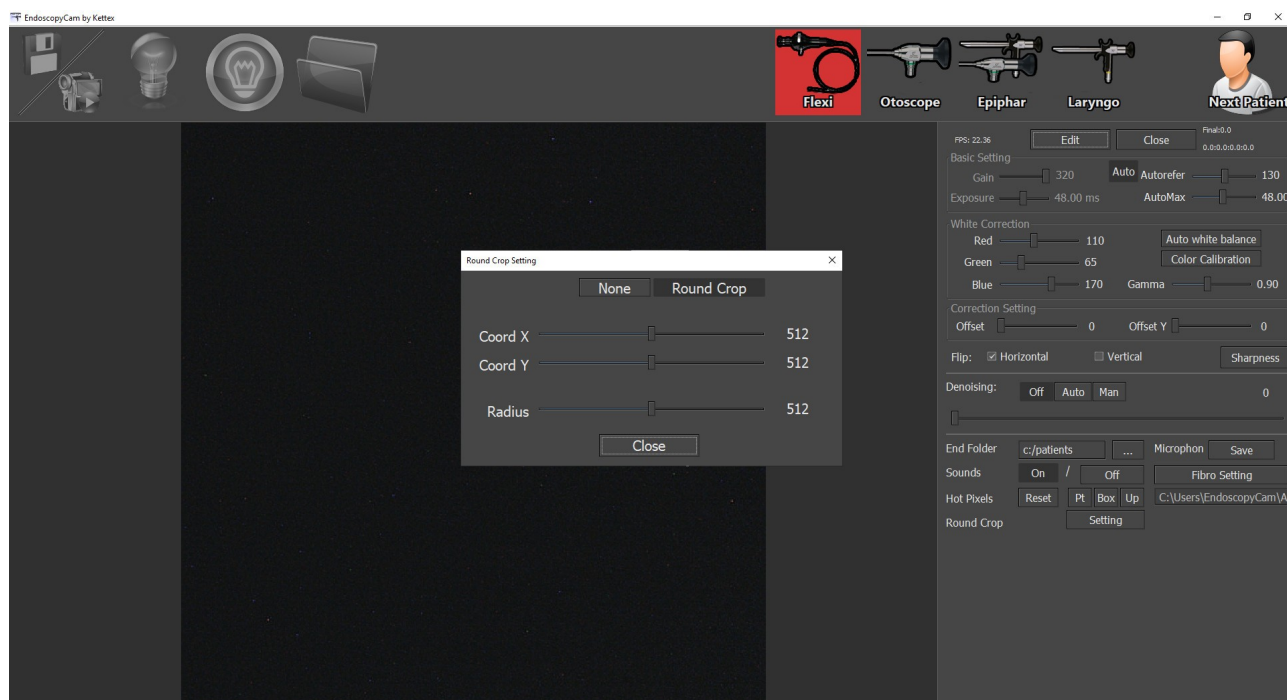 EndoscopyCam by Kettex
Flexi
Otoscope
Epiphar
Laryngo
Next Patient
FPS: 22.36
Edit
Close
Final:0.0
0.0:0.0:0.0:0.0
Basic Setting
Gain 320
Auto
Autorefer 130
Exposure 48.00 ms
AutoMax 48.00
White Correction
Red 110
Auto white balance
Green 65
Color Calibration
Blue 170
Gamma 0.90
Correction Setting
Offset 0
Offset Y 0
Flip:
Horizontal
Vertical
Sharpness
Denoising:
Off
Auto
Man
0
End Folder
c:/patients
...
Microphon
Save
Sounds
On
/
Off
Fibro Setting
Hot Pixels
Reset
Pt
Box
Up
C:\Users\EndoscopyCam\A
Round Crop
Setting
Round Crop Setting
None
Round Crop
Coord X 512
Coord Y 512
Radius 512
Close